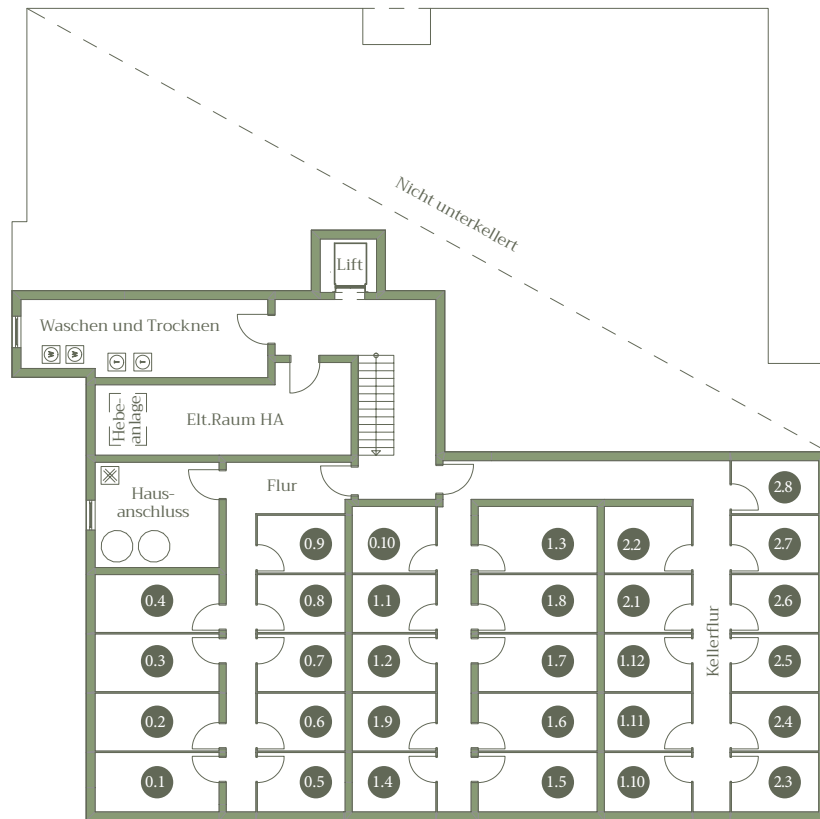 Nicht unterkellert
Lift
Waschen und Trocknen
W
W
T
T
Hebe-
anlage
Elt.Raum HA
Haus-
anschluss
Flur
2.8
0.9
0.10
1.3
2.2
2.7
0.4
0.8
1.1
1.8
2.1
2.6
Kellerflur
0.3
0.7
1.2
1.7
1.12
2.5
0.2
0.6
1.9
1.6
1.11
2.4
0.1
0.5
1.4
1.5
1.10
2.3